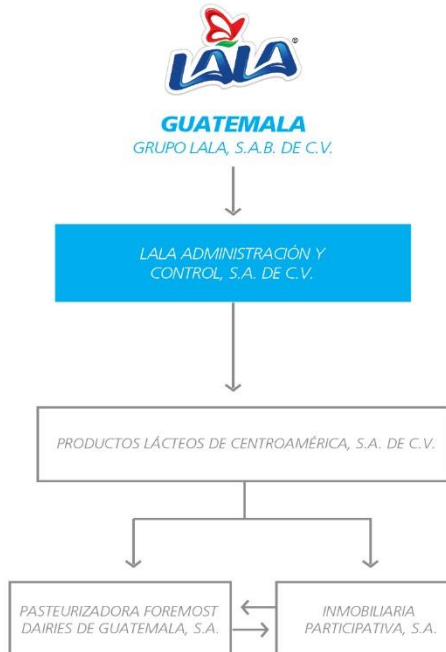 LALA®
GUATEMALA
GRUPO LALA, S.A.B. DE C.V.
LALA ADMINISTRACIÓN Y
CONTROL, S.A. DE C.V.
PRODUCTOS LÁCTEOS DE CENTROAMÉRICA, S.A. DE C.V.
PASTEURIZADORA FOREMOST
DAIRIES DE GUATEMALA, S.A.
INMOBILIARIA
PARTICIPATIVA, S.A.